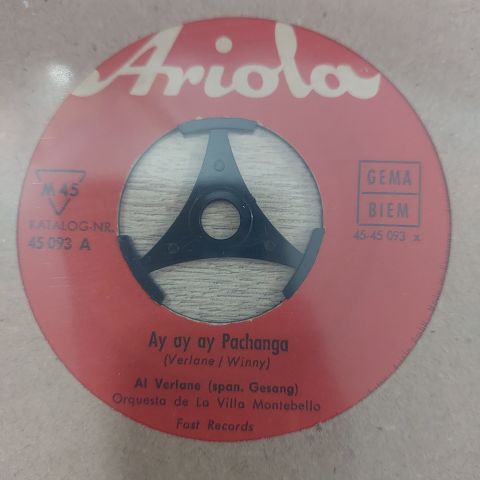 Ariola
M 45
KATALOG-NR.
45 093 A
GEMA
BIEM
45-45 093 x
Ay ay ay Pachanga
(Verlane / Winny)
Al Verlane (span. Gesang)
Orquesta de La Villa Montebello
Fast Records